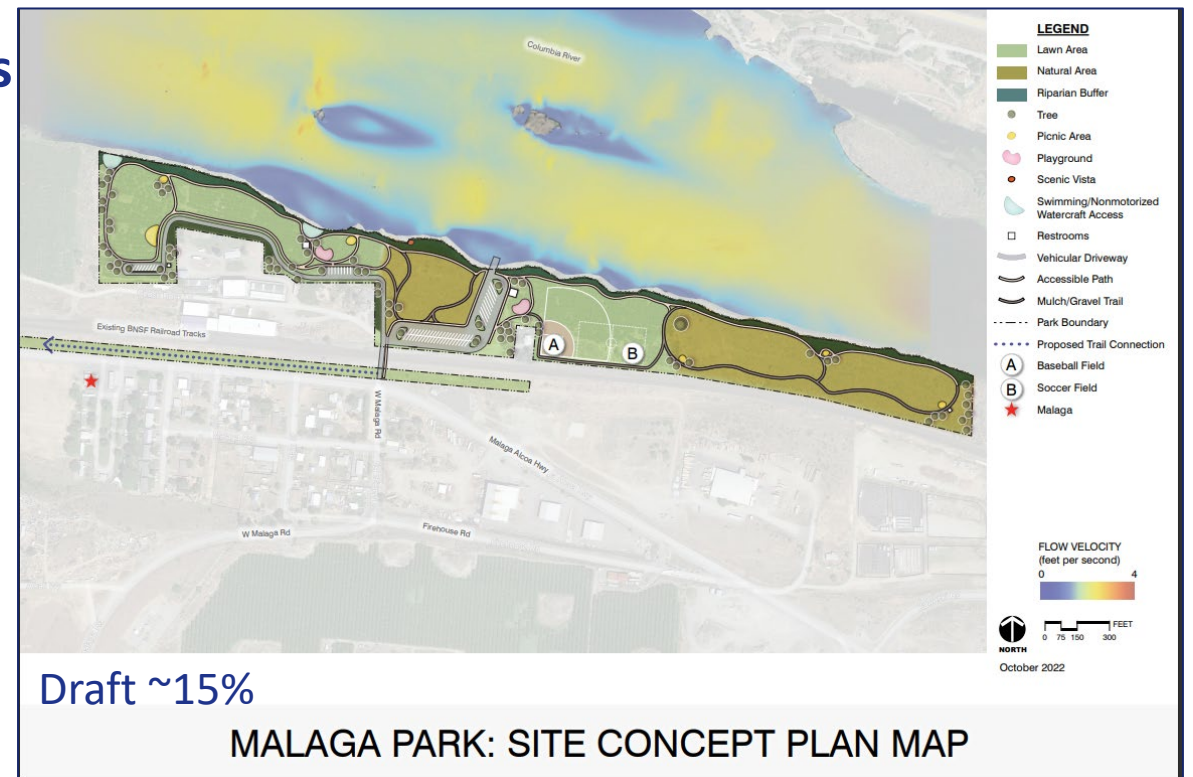 s
Columbia River
Existing BNSF Railroad Tracks
W Malaga Rd
Malaga Alcoa Hwy
W Malaga Rd
Firehouse Rd
A
B
LEGEND
Lawn Area
Natural Area
Riparian Buffer
Tree
Picnic Area
Playground
Scenic Vista
Swimming/Nonmotorized
Watercraft Access
Restrooms
Vehicular Driveway
Accessible Path
Mulch/Gravel Trail
Park Boundary
Proposed Trail Connection
A Baseball Field
B Soccer Field
Malaga
FLOW VELOCITY
(feet per second)
0 4
NORTH
FEET
0 75 150 300
October 2022
Draft ~15%
MALAGA PARK: SITE CONCEPT PLAN MAP